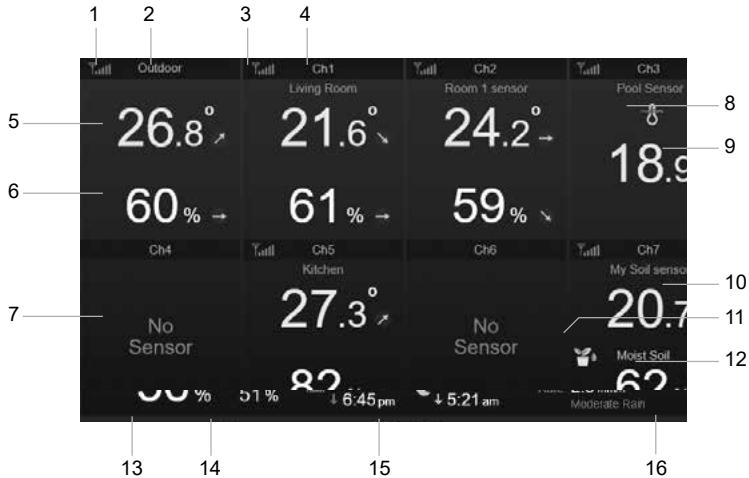 1 2 3 4
Outdoor Ch1 Ch2 Ch3
Living Room Room 1 sensor Pool Sensor
5 26.8° 21.6° 24.2° 8
18.9 9
6 60 % 61 % 59 %
Ch4 Ch5 Ch6 Ch7
Kitchen My Soil senso
7 No Sensor 27.3° No Sensor 20.7 10
11
Moist Soil 12
82 62
% 51% ↓ 6:45 pm ↓ 5:21 am
Moderate Rain
13 14 15 16